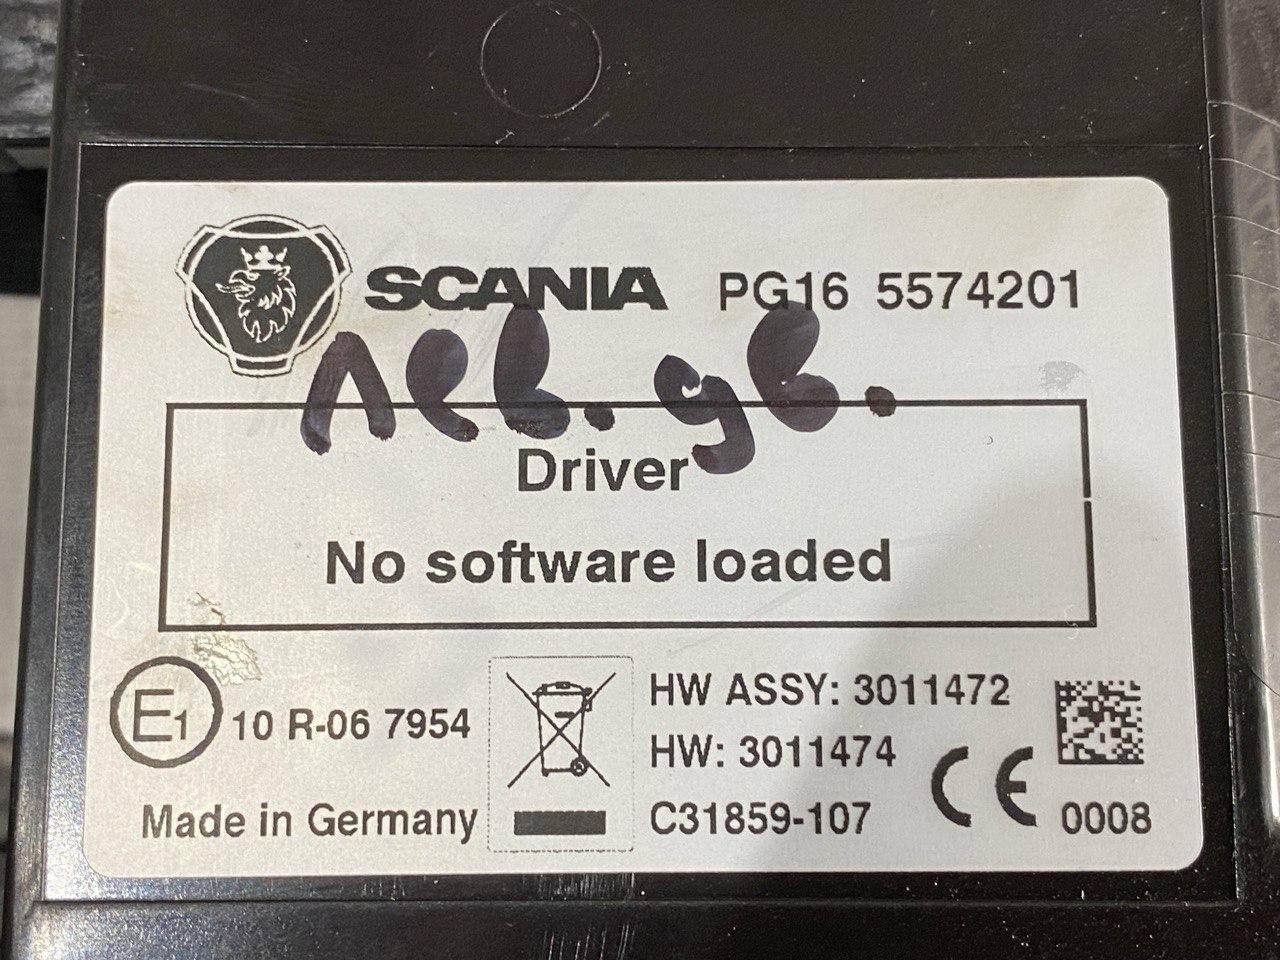 SCANIA PG16 5574201
Лев. дв.
Driver
No software loaded
E1 10 R-06 7954
HW ASSY: 3011472
HW: 3011474
Made in Germany
C31859-107
CE 0008